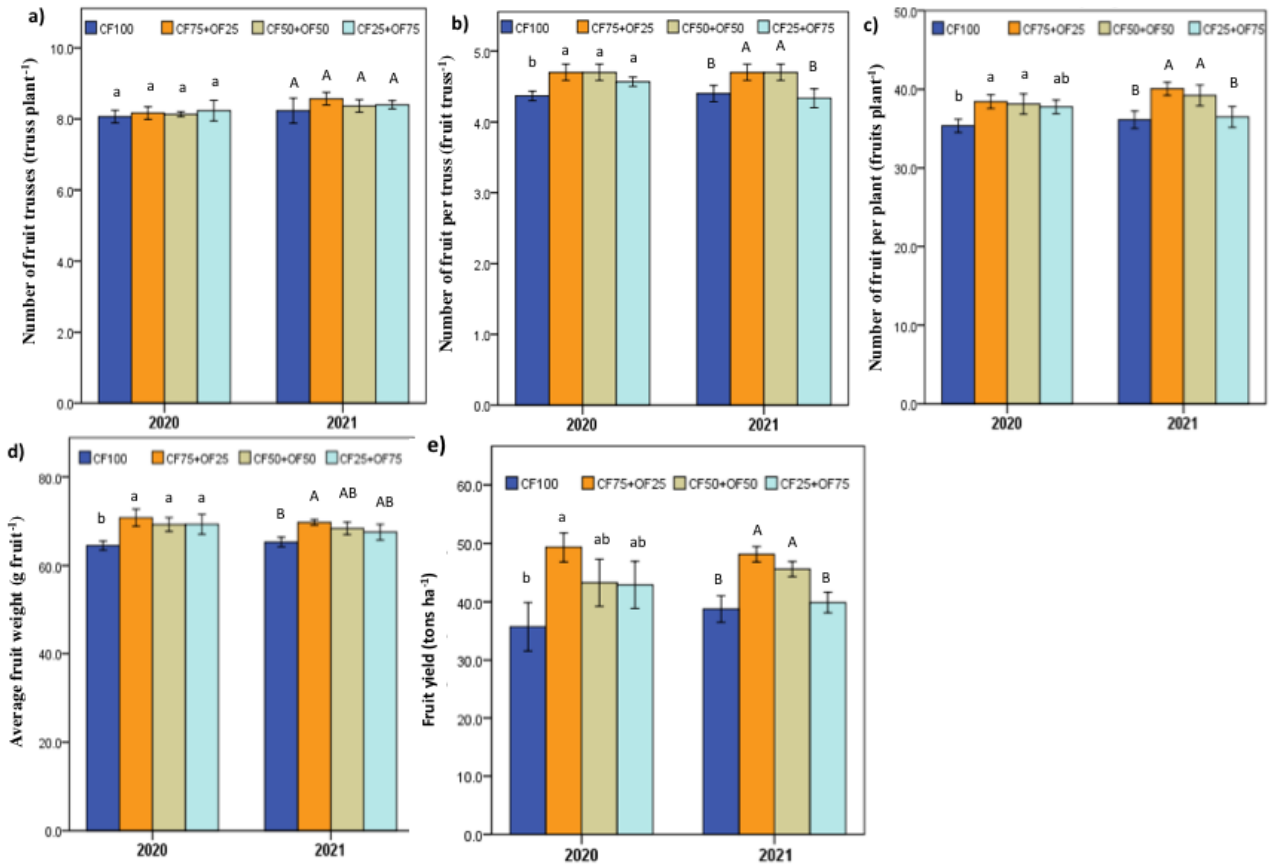 a)
CF100 CF75+OF25 CF50+OF50 CF25+OF75
Number of fruit trusses (truss plant⁻¹)
10.0
8.0
6.0
4.0
2.0
0.0
a a a a A A A A
2020 2021
b)
CF100 CF75+OF25 CF50+OF50 CF25+OF75
Number of fruit per truss (fruit truss⁻¹)
5.0
4.0
3.0
2.0
1.0
0.0
b a a a B A A B
2020 2021
c)
CF100 CF75+OF25 CF50+OF50 CF25+OF75
Number of fruit per plant (fruits plant⁻¹)
50.0
40.0
30.0
20.0
10.0
0.0
b a a ab B A A B
2020 2021
d)
CF100 CF75+OF25 CF50+OF50 CF25+OF75
Average fruit weight (g fruit⁻¹)
80.0
60.0
40.0
20.0
0.0
b a a a B A AB AB
2020 2021
e)
CF100 CF75+OF25 CF50+OF50 CF25+OF75
Fruit yield (tons ha⁻¹)
60.0
50.0
40.0
30.0
20.0
10.0
0.0
b a ab ab B A A B
2020 2021